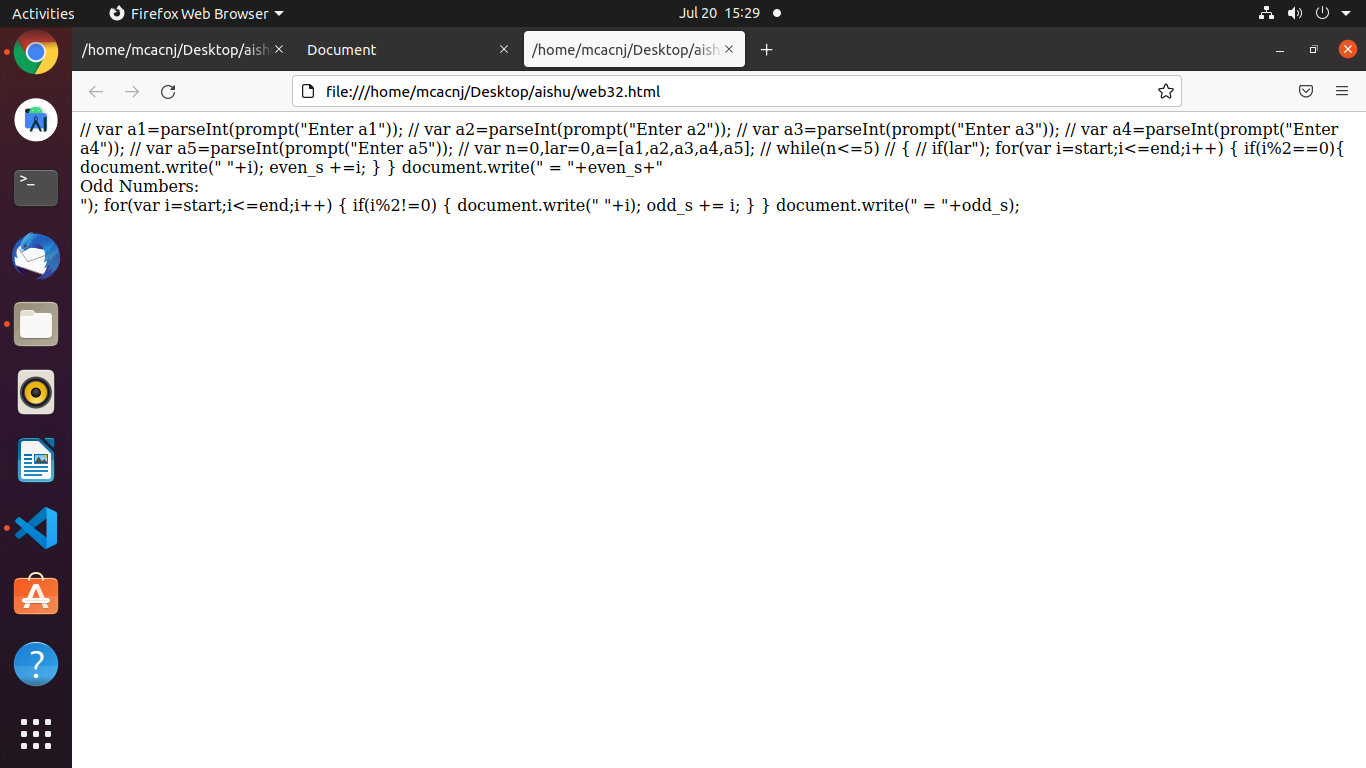 Activities
Firefox Web Browser
Jul 20 15:29
/home/mcacnj/Desktop/aish
Document
/home/mcacnj/Desktop/aish
file:///home/mcacnj/Desktop/aishu/web32.html
// var a1=parseInt(prompt("Enter a1")); // var a2=parseInt(prompt("Enter a2")); // var a3=parseInt(prompt("Enter a3")); // var a4=parseInt(prompt("Enter
a4")); // var a5=parseInt(prompt("Enter a5")); // var n=0,lar=0,a=[a1,a2,a3,a4,a5]; // while(n<=5) // { // if(lar"); for(var i=start;i<=end;i++) { if(i%2==0){
document.write(" "+i); even_s +=i; } } document.write(" = "+even_s+"
Odd Numbers:
"); for(var i=start;i<=end;i++) { if(i%2!=0) { document.write(" "+i); odd_s += i; } } document.write(" = "+odd_s);